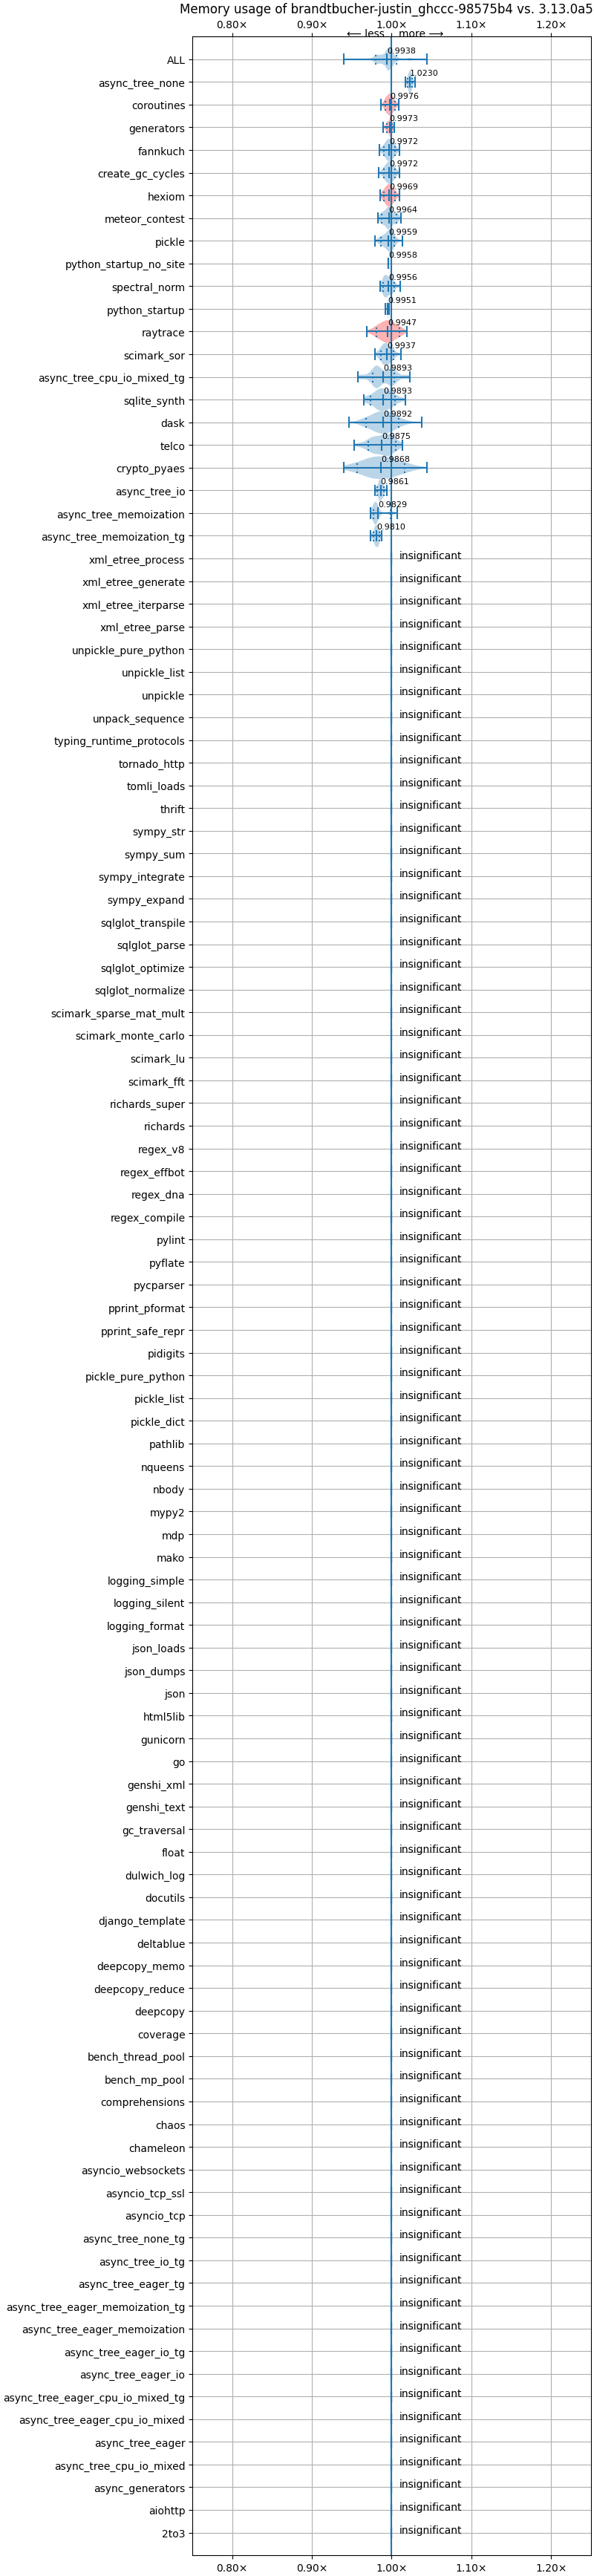 Memory usage of brandtbucher-justin_ghccc-98575b4 vs. 3.13.0a5
0.80× 0.90× 1.00× 1.10× 1.20×
⟵ less more ⟶
ALL 0.9938
async_tree_none 1.0230
coroutines 0.9976
generators 0.9973
fannkuch 0.9972
create_gc_cycles 0.9972
hexiom 0.9969
meteor_contest 0.9964
pickle 0.9959
python_startup_no_site 0.9958
spectral_norm 0.9956
python_startup 0.9951
raytrace 0.9947
scimark_sor 0.9937
async_tree_cpu_io_mixed_tg 0.9893
sqlite_synth 0.9893
dask 0.9892
telco 0.9875
crypto_pyaes 0.9868
async_tree_io 0.9861
async_tree_memoization 0.9829
async_tree_memoization_tg 0.9810
xml_etree_process insignificant
xml_etree_generate insignificant
xml_etree_iterparse insignificant
xml_etree_parse insignificant
unpickle_pure_python insignificant
unpickle_list insignificant
unpickle insignificant
unpack_sequence insignificant
typing_runtime_protocols insignificant
tornado_http insignificant
tomli_loads insignificant
thrift insignificant
sympy_str insignificant
sympy_sum insignificant
sympy_integrate insignificant
sympy_expand insignificant
sqlglot_transpile insignificant
sqlglot_parse insignificant
sqlglot_optimize insignificant
sqlglot_normalize insignificant
scimark_sparse_mat_mult insignificant
scimark_monte_carlo insignificant
scimark_lu insignificant
scimark_fft insignificant
richards_super insignificant
richards insignificant
regex_v8 insignificant
regex_effbot insignificant
regex_dna insignificant
regex_compile insignificant
pylint insignificant
pyflate insignificant
pycparser insignificant
pprint_pformat insignificant
pprint_safe_repr insignificant
pidigits insignificant
pickle_pure_python insignificant
pickle_list insignificant
pickle_dict insignificant
pathlib insignificant
nqueens insignificant
nbody insignificant
mypy2 insignificant
mdp insignificant
mako insignificant
logging_simple insignificant
logging_silent insignificant
logging_format insignificant
json_loads insignificant
json_dumps insignificant
json insignificant
html5lib insignificant
gunicorn insignificant
go insignificant
genshi_xml insignificant
genshi_text insignificant
gc_traversal insignificant
float insignificant
dulwich_log insignificant
docutils insignificant
django_template insignificant
deltablue insignificant
deepcopy_memo insignificant
deepcopy_reduce insignificant
deepcopy insignificant
coverage insignificant
bench_thread_pool insignificant
bench_mp_pool insignificant
comprehensions insignificant
chaos insignificant
chameleon insignificant
asyncio_websockets insignificant
asyncio_tcp_ssl insignificant
asyncio_tcp insignificant
async_tree_none_tg insignificant
async_tree_io_tg insignificant
async_tree_eager_tg insignificant
async_tree_eager_memoization_tg insignificant
async_tree_eager_memoization insignificant
async_tree_eager_io_tg insignificant
async_tree_eager_io insignificant
async_tree_eager_cpu_io_mixed_tg insignificant
async_tree_eager_cpu_io_mixed insignificant
async_tree_eager insignificant
async_tree_cpu_io_mixed insignificant
async_generators insignificant
aiohttp insignificant
2to3 insignificant
0.80× 0.90× 1.00× 1.10× 1.20×